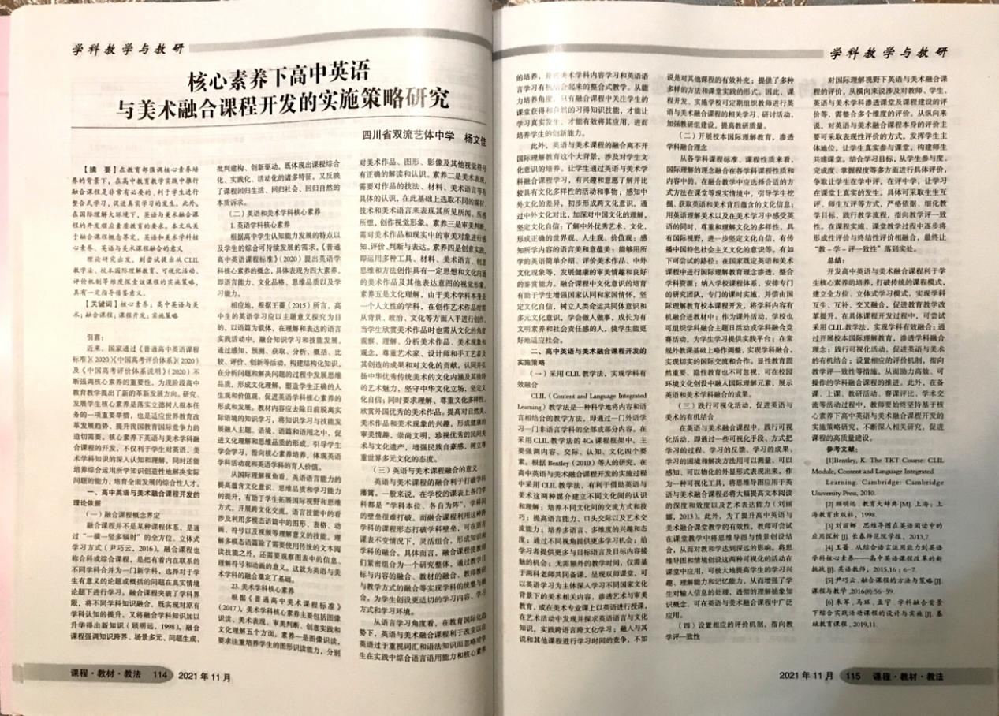 学科教学与教研
核心素养下高中英语
与美术融合课程开发的实施策略研究
四川省双流艺体中学 杨文佳
【摘 要】在教育部强调核心素养培
养的背景下，在高中教育教学实践中推行
融合课程是非常有必要的，利于学生进行
整合式学习，促进真实学习的发生。此外，
在国际理解大环境下，英语与美术融合课
程的开发顺应素质教育的要求。本文从关
于融合课程概念界定、英语和美术学科核
心素养、英语与美术课程融合的意义
理论研究出发，到尝试提出从CLIL
教学法、校本国际理解教育、可视化活动、
评价机制等维度探索该课程的实施策略，
具有一定指导借鉴意义。
【关键词】核心素养；高中英语与美
术；融合课程；课程开发；实施策略
引言：
近来，国家通过《普通高中英语课程
标准》（2020）《中国高考评价体系》（2020）
及《中国高考评价体系说明》（2020）不
断强调核心素养的重要性，为现阶段高中
教育教学提出了新的革新发展方向。研究、
发展学生核心素养是落实立德树人根本任
务的一项重要举措，也是适应世界教育改
革发展趋势、提升我国教育国际竞争力的
迫切需要。核心素养下英语与美术学科融
合课程的开发，不仅利于学生对英语、美
术学科知识的深入认知和理解，同时还能
培养综合运用所学知识创造性地解决实际
问题的能力，培育全面发展的综合性人才。
一、高中英语与美术融合课程开发的
理论依据
（一）融合课程概念界定
融合课程并不是某种课程体系，是通
过“一横一竖多辐射”的全方位、立体式
学习方式（尹巧云，2016）。融合课程也
称合科或综合课程，是把有着内在联系的
不同学科合并为一门新学科，选择对于学
生有意义的论题或概括的问题在真实情境
论题下进行学习。融合课程突破了学科界
限，将不同学科知识融合，既实现对原有
学科认知的提升，又将融合学科知识加以
升华得出新知识（顾明远，1998）。融合
课程强调知识跨界、场景多元、问题生成、
批判建构、创新驱动，既体现出课程综合
化、实践化、活动化的诸多特征，又反映
了课程回归生活、回归社会、回归自然的
本质诉求。
（二）英语和美术学科核心素养
1.英语学科核心素养
根据高中学生认知能力发展的特点以
及学生的综合可持续发展的需求，《普通
高中英语课程标准》（2020）提出英语学
科核心素养的概念，具体表现为四大素养，
即语言能力、文化品格、思维品质以及学
习能力。
相应地，根据王蔷（2015）所言，高
中生的英语学习应以主题意义探究为目
的，以语篇为载体，在理解和表达的语言
实践活动中，融合知识学习和技能发展，
通过感知、预测、获取、分析、概括、比
较、评价、创新等活动，构建结构化知识，
在分析问题和解决问题的过程中发展思维
品质，形成文化理解，塑造学生正确的人
生观和价值观，促进英语学科核心素养的
形成和发展。教材内容应去除目前脱离实
际语境的知识学习，将知识学习与技能发
展融入主题、语境、语篇和语用之中，促
进文化理解和思维品质的形成，引导学生
学会学习，指向核心素养培养，体现英语
学科活动观和英语学科的育人价值。
从国际理解视角看，英语语言能力的
提高蕴含文化意识、思维品质和学习能力
的提升，有助于学生拓展国际视野和思维
方式，开展跨文化交流。语言技能中的看
涉及利用多模态语篇中的图形、表格、动
画、符号以及视频等理解意义的技能。理
解多模态语篇除了需要使用传统的文本阅
读技能之外，还需要观察图表中的信息、
理解符号和动画的意义。这就为英语与美
术学科的融合奠定了基础。
23.美术学科核心素养
根据《普通高中美术课程标准》
（2017），美术学科核心素养主要包括图像
识读、美术表现、审美判断、创意实践和
文化理解五个方面。素养一是图像识读，
要求注重培养学生的图形识读能力，分别
对美术作品、图形、影像及其他视觉符号
有正确的解读和认识。素养二是美术表现，
需要对作品的技法、材料、美术语言等有
具体的认识，在此基础上选取不同的媒材、
技术和美术语言来表现其所见所闻、所感
所想，创作视觉形象。素养三是审美判断，
需对美术作品和现实中的审美对象进行感
知、评价、判断与表达。素养四是创意实践，
即运用多种工具、材料、美术语言、创意
思维和方法创作具有一定思想和文化内涵
的美术作品及其他表达意图的视觉形象。
素养五是文化理解，由于美术学科本身是
一个人文性的学科，在创作艺术作品时需
从背景、政治、文化等方面入手进行创作，
当学生欣赏美术作品时也需从文化的角度
观察、理解、分析美术作品、美术现象和
观念，尊重艺术家、设计师和手工艺者及
其创造的成果和对文化的贡献。认同并弘
扬中华优秀传统美术的文化内涵及其独特
的艺术魅力，坚守中华文化立场，坚定文
化自信；同时要求理解、尊重文化多样性，
欣赏外国优秀的美术作品。提高对自然美、
美术作品和美术现象的兴趣，形成健康的
审美情趣，崇尚文明，珍视优秀的民间美
术与文化遗产，增强民族自豪感，树立尊
重世界多元文化的态度。
（三）英语与美术课程融合的意义
英语与美术课程的融合利于打破学科
藩篱。一般来说，在学校的课表上各门学
科都是“学科本位、各自为阵”，学科间
的壁垒很难打破。而融合课程利用这种跨
学科的课程形态打破学科壁垒，可在原有
课表不变情况下，灵活组合，形成知识和
学科的融合。具体而言，融合课程使教师
们紧密组合为一个研究整体，通过教学目
标与内容的融合、教材的融合、教师教研
与教学方式的融合等实现学科的统整与融
合，为学生创设更适切的学习内容、学习
方式和学习环境。
从语言学习角度看，在教育国际化趋
势下，英语与美术融合课程利于改变以往
英语过于重视词汇和语法知识而忽略对学
生在实践中综合语言语用能力和核心素养
课程·教材·教法 114 2021年11月
学科教学与教研
的培养，是将美术学科内容学习和英语语
言学习有机结合起来的整合式教学。从能
力培养角度，只有融合课程中关注学生的
课堂获得和自然的习得知识技能，才能让
学习真实发生，才能有效将其应用，进而
培养学生的创新能力。
此外，英语与美术课程的融合离不开
国际理解教育这个大背景，涉及对学生文
化意识的培养。让学生通过英语与美术学
科融合课程学习，有兴趣和意愿了解并比
较具有文化多样性的活动和事物；感知中
外文化的差异，初步形成跨文化意识，通
过中外文化对比，加深对中国文化的理解，
坚定文化自信；了解中外优秀艺术、文化，
形成正确的世界观、人生观、价值观；感
知所学内容的语言美和意蕴美；能够用所
学的英语简单介绍、评价美术作品、中外
文化现象等，发展健康的审美情趣和良好
的鉴赏能力。融合课程中文化意识的培育
有助于学生增强国家认同和家国情怀，坚
定文化自信，树立人类命运共同体意识和
多元文化意识，学会做人做事，成长为有
文明素养和社会责任感的人，使学生能更
好地适应社会。
二、高中英语与美术融合课程开发的
实施策略
（一）采用CLIL教学法，实现学科有
效融合
CLIL（Content and Language Integrated
Learning）教学法是一种科学地将内容和语
言相结合的教学方法，即通过一门外语学
习一门非语言学科的全部或部分内容。在
采用CLIL教学法的4Cs课程框架中，主
要强调内容、交际、认知、文化四个要
素。根据Bentley（2010）等人的研究，在
高中英语与美术融合课程开发的实施过程
中采用CLIL教学法，有利于借助英语与
美术这两种媒介建立不同文化间的认识
和理解；培养不同文化间的交流方式和技
巧；提高语言能力、口头交际以及艺术交
流能力；培养多语言、多维度的兴趣和态
度；通过不同视角提供更多学习机会；给
学习者提供更多与目标语言及目标内容接
触的机会；无需额外的教学时间，仅需基
于两科老师共同备课，呈现双师课堂，可
以英语学习为主体深入学习不同国家文化
背景下的美术相关内容，渗透艺术与审美
教育，或在美术专业课上以英语进行授课，
在艺术活动中发现并探求英语语言与文化
知识，实践跨语言跨文化学习；融入与其
说和其他课程进行学习时间的竞争，不如
说是对其他课程的有效补充；提供了多种
多样的方法和课堂实践的形式。因此，课
程开发、实施学校可定期组织教师进行英
语与美术融合课程的相关学习、研讨活动，
加强教研组建设，提高教研质量。
（二）开展校本国际理解教育，渗透
学科融合理念
从各学科课程标准、课程性质来看，
国际理解的理念融合在各学科课程性质和
内容中的。在融合教学中应选择合适的方
式方法在课堂等现实情境中，引导学生挖
掘、获取英语和美术背后蕴含的文化信息；
用英语理解美术以及在美术学习中感受英
语的同时，尊重和理解文化的多样性，具
有国际视野，进一步坚定文化自信，有传
播中国特色社会主义文化的意识等。有如
下可尝试的路径：在国家既定英语和美术
课程中进行国际理解教育理念渗透，整合
学科资源；纳入学校课程体系，安排专门
的研究团队，专门的课时实施，并借由国
际理解教育校本课程开发，将学科内容有
机融合进教材中；作为课外活动，学校也
可组织学科融合主题日活动或学科融合竞
赛活动，为学生学习提供实践平台；在常
规外教课基础上略作调整，实现学科融合，
实现切实的国际交流和合作。显性教育固
然重要，隐性教育也不可忽视，可在校园
环境文化创设中融入国际理解元素，展示
英语和美术学科融合的成果。
（三）践行可视化活动，促进英语与
美术的有机结合
在英语与美术融合课程中，践行可视
化活动，即通过一些可视化手段、方式把
学习的过程、学习的反馈、学习的成果、
学习的困境和解决方法用可以测量、可以
感知、可以物化的外显形式表现出来。作
为一种可视化工具，将思维导图应用于英
语与美术融合课程必将大幅提高文本阅读
的深度和效度以及艺术表达能力（刘丽
娜，2013）。此外，为了提升高中英语与
美术融合课堂教学的有效性，教师可尝试
在课堂教学中将思维导图与情景创设结
合，从而对教和学达到深远的影响。将思
维导图和情境创设这两种可视化的活动在
课堂中应用，可极大地提高学生的学习兴
趣、理解能力和记忆能力，从而增强了学
生对输入信息的处理，透彻的理解抽象知
识概念，可在英语与美术融合课程中广泛
应用。
（四）设置相应的评价机制，指向教
学评一致性
对国际理解视野下英语与美术融合课
程的评价，从横向来说涉及对教师、学生、
英语与美术学科渗透课堂及课程建设的评
价等，需整合多个维度的评价。从纵向来
说，对英语与美术融合课程本身的评价主
要可采取表现性评价的方式，发挥学生主
体地位，让学生真实参与课堂，构建师生
共建课堂。结合学习目标，从学生参与度、
完成度、掌握程度等多方面进行具体评价，
争取让学生在学中评，在评中学，让学习
在课堂上真实的发生。具体可采取生生互
评、师生互评等方式，严格依据、细化教
学目标，践行教学流程，指向教学评一致
性。在课程实施、课堂教学过程中逐步将
形成性评价与终结性评价相融合，最终让
“教－学－评一致性”落到实处。
总结：
开发高中英语与美术融合课程利于学
生核心素养的培养，打破传统的课程模式，
建立全方位、立体式学习模式，实现学科
互生、互补、交叉融合，促进教育教学改
革提升。在具体课程开发过程中，可尝试
采用CLIL教学法，实现学科有效融合；通
过开展校本国际理解教育，渗透学科融合
理念；践行可视化活动，促进英语与美术
的有机结合；设置相应的评价机制，指向
教学评一致性等措施，从而助力高效、可
操作的学科融合课程的推进。此外，在备
课、上课、教研活动、赛课评比、学术交
流等活动过程中，教师要始终坚持基于核
心素养下高中英语与美术融合课程开发的
实施策略研究，不断深人相关研究，促进
课程的高质量建设。
参考文献：
[1]Bentley, K. The TKT Course: CLIL
Module, Content and Language Integrated
Learning. Cambridge: Cambridge
University Press, 2010.
[2] 顾明远.教育大辞典[M].上海：上
海教育出版社，1998.
[3] 刘丽娜.思维导图在英语阅读中的
应用探析[J].长春师范学报，2013,7.
[4] 王蔷.从综合语言运用能力到英语
学科核心素养——高中英语课程改革的新
挑战[J].英语教师，2015,16；6-7.
[5] 尹巧云.融合课程的方法与策略[J].
课程与教学,2016(8):56-59.
[6] 朱军、马珏、孟宇.学科融合背景
下综合实践活动课程的设计与实施[J].基
础教育课程，2019,11.
2021年11月 115 课程·教材·教法